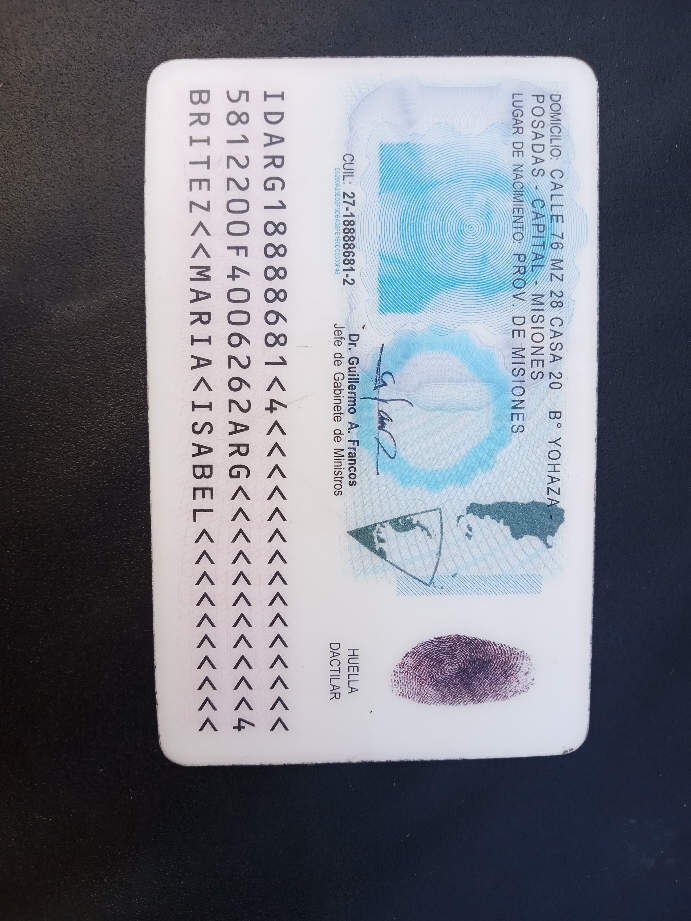 DOMICILIO: CALLE 76 MZ 28 CASA 20 B° YOHAZA -
POSADAS - CAPITAL - MISIONES
LUGAR DE NACIMIENTO: PROV. DE MISIONES
CUIL: 27-18888681-2
Dr. Guillermo A. Francos
Jefe de Gabinete de Ministros
HUELLA
DACTILAR
IDARG18888681<4<<<<<<<<<<<<<<<
5812200F4006262ARG<<<<<<<<<<<4
BRITEZ<<MARIA<ISABEL<<<<<<<<<<